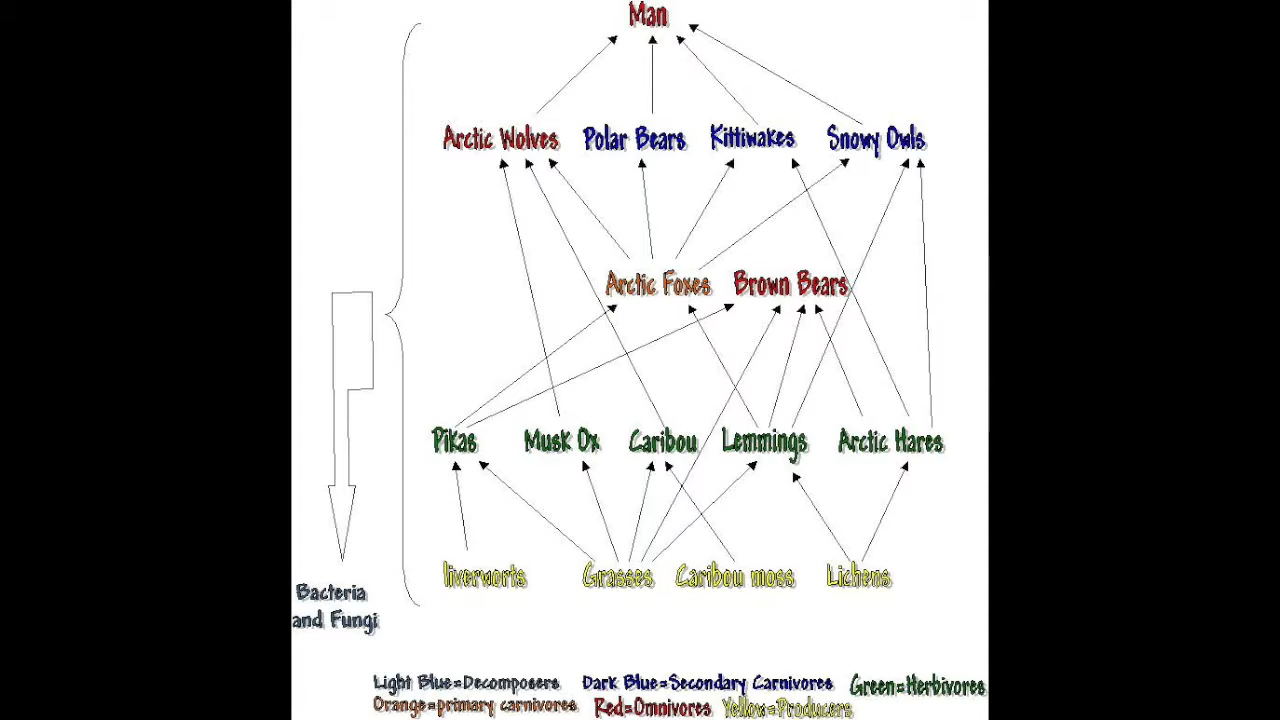 Man
Arctic Wolves Polar Bears Kittiwakes Snowy Owls
Arctic Foxes Brown Bears
Pikas Musk Ox Caribou Lemmings Arctic Hares
liverworts Grasses Caribou moss Lichens
Bacteria
and Fungi
Light Blue=Decomposers Dark Blue=Secondary Carnivores Green=Herbivores
Orange=primary carnivores Red=Omnivores Yellow=Producers